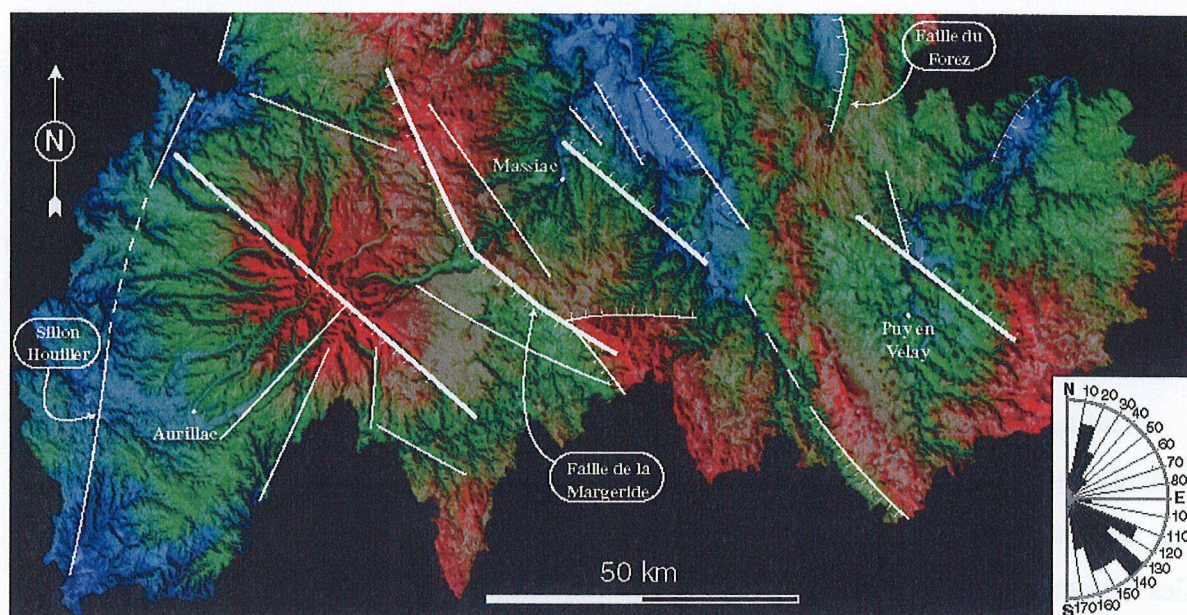 N
Faille du
Forez
Massiac
Puy en
Velay
Sillon
Houiller
Aurillac
Faille de la
Margeride
50 km
N
10
20
30
40
50
60
70
80
E
100
110
120
130
140
150
160
170
S